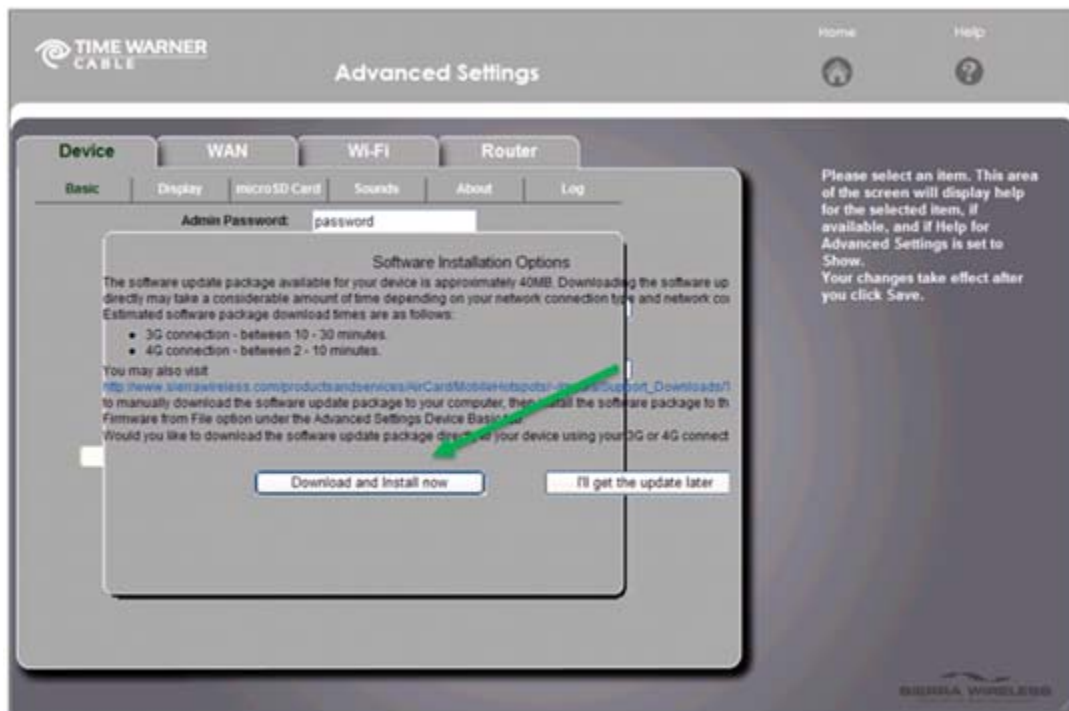 TIME WARNER
CABLE
Advanced Settings
Home
Help
Device
WAN
Wi-Fi
Router
Basic
Display
microSD Card
Sounds
About
Log
Admin Password:
password
Software Installation Options
The software update package available for your device is approximately 40MB. Downloading the software up
directly may take a considerable amount of time depending on your network connection type and network co
Estimated software package download times are as follows:
• 3G connection - between 10 - 30 minutes.
• 4G connection - between 2 - 10 minutes.
You may also visit
http://www.sierrawireless.com/productsandservices/AirCard/MobileHotspots/ Support_Downloads/
to manually download the software update package to your computer, then install the software package to th
Firmware from File option under the Advanced Settings Device Basic
Would you like to download the software update package directly to your device using your 3G or 4G connect
Download and Install now
I'll get the update later
Please select an item. This area
of the screen will display help
for the selected item, if
available, and if Help for
Advanced Settings is set to
Show.
Your changes take effect after
you click Save.
SIERRA WIRELESS